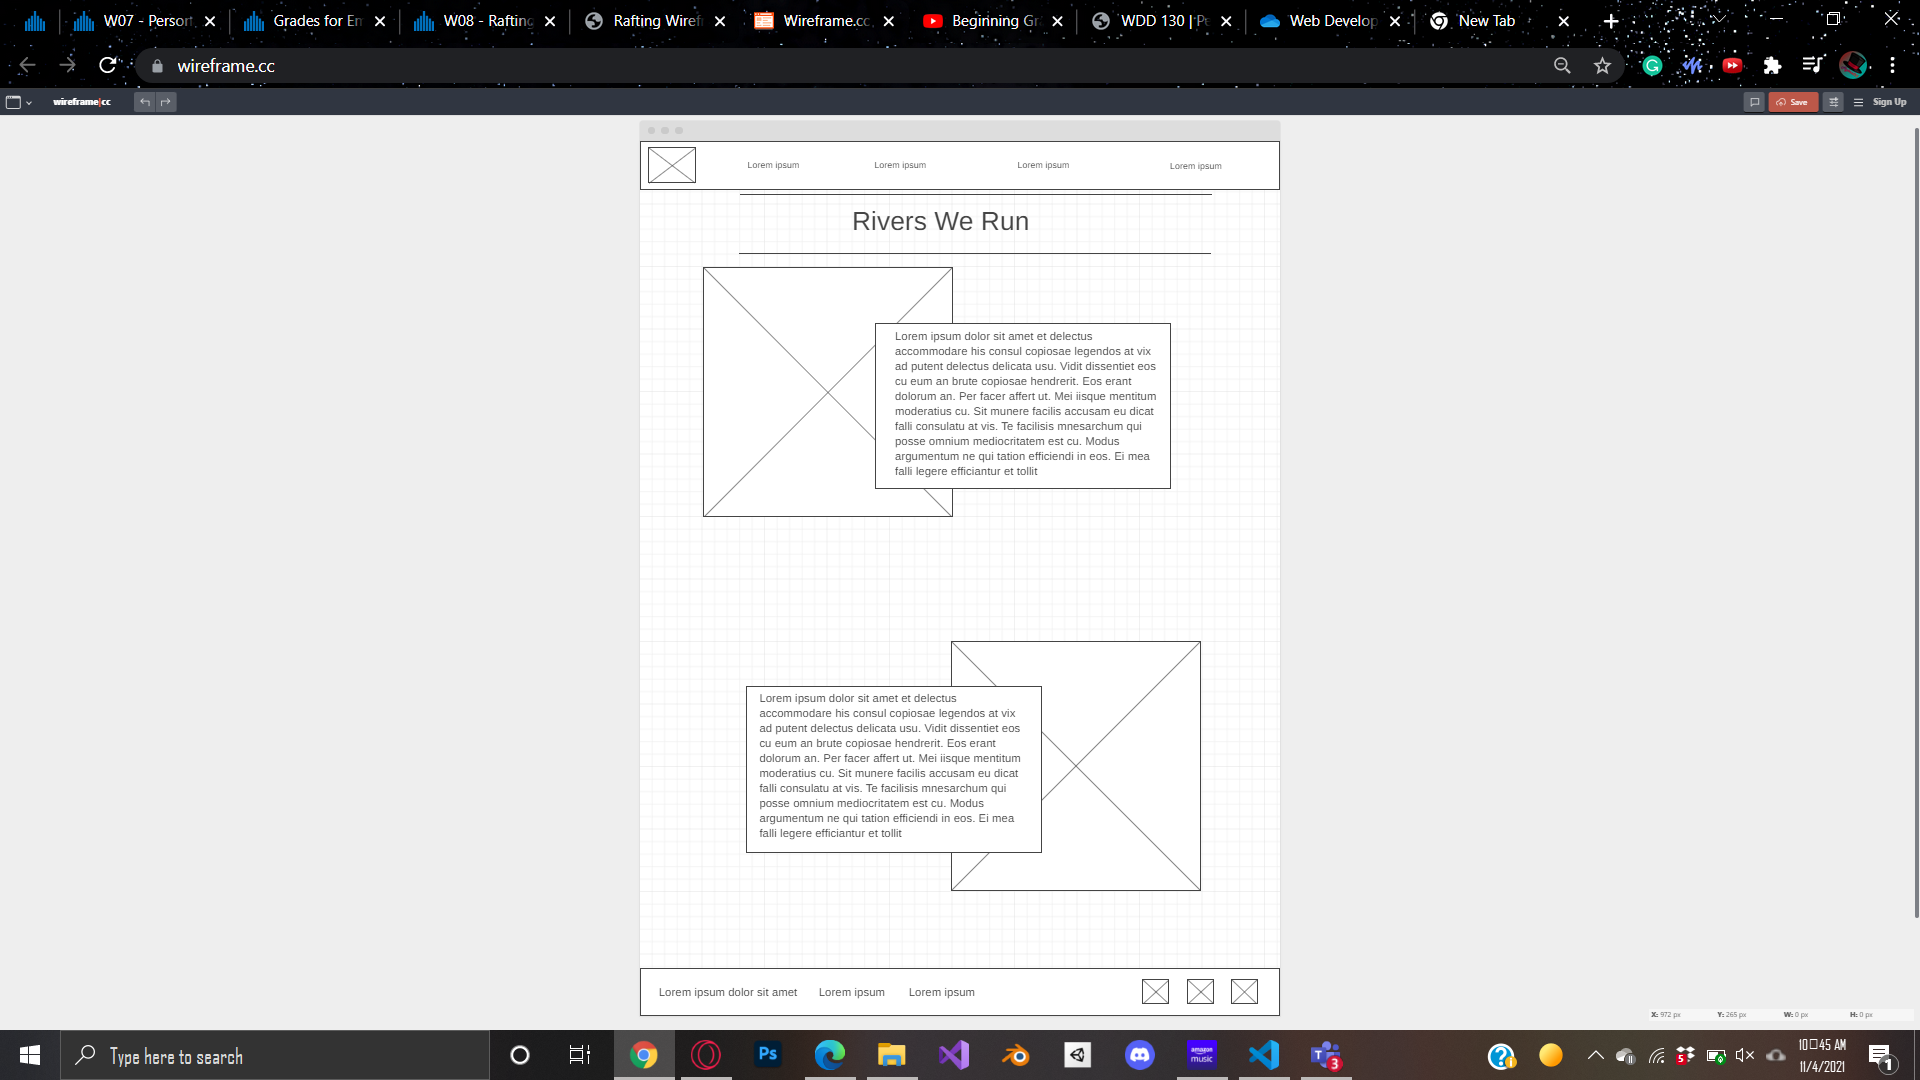 W07 - Person
Grades for Em
W08 - Rafting
Rafting Wirefr
Wireframe.cc
Beginning Gr
WDD 130 | Pe
Web Develop
New Tab
wireframe.cc
wireframe|cc
Save
Sign Up
Lorem ipsum
Lorem ipsum
Lorem ipsum
Lorem ipsum
Rivers We Run
Lorem ipsum dolor sit amet et delectus
accommodare his consul copiosae legendos at vix
ad putent delectus delicata usu. Vidit dissentiet eos
cu eum an brute copiosae hendrerit. Eos erant
dolorum an. Per facer affert ut. Mei iisque mentitum
moderatius cu. Sit munere facilis accusam eu dicat
falli consulatu at vis. Te facilisis mnesarchum qui
posse omnium mediocritatem est cu. Modus
argumentum ne qui tation efficiendi in eos. Ei mea
falli legere efficiantur et tollit
Lorem ipsum dolor sit amet et delectus
accommodare his consul copiosae legendos at vix
ad putent delectus delicata usu. Vidit dissentiet eos
cu eum an brute copiosae hendrerit. Eos erant
dolorum an. Per facer affert ut. Mei iisque mentitum
moderatius cu. Sit munere facilis accusam eu dicat
falli consulatu at vis. Te facilisis mnesarchum qui
posse omnium mediocritatem est cu. Modus
argumentum ne qui tation efficiendi in eos. Ei mea
falli legere efficiantur et tollit
Lorem ipsum dolor sit amet
Lorem ipsum
Lorem ipsum
X: 972 px
Y: 265 px
W: 0 px
H: 0 px
Type here to search
Ps
amazon
music
3
5
10□45 AM
11/4/2021
1